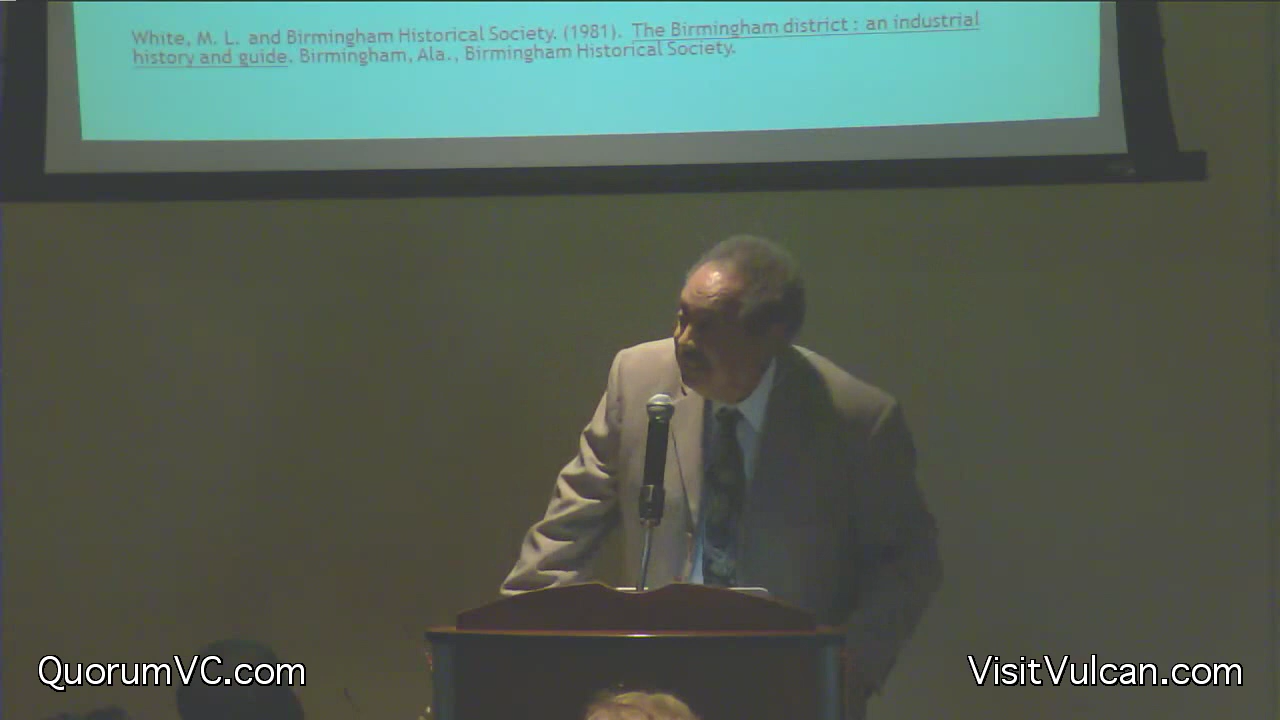 White, M. L. and Birmingham Historical Society. (1981). The Birmingham district : an industrial
history and guide. Birmingham, Ala., Birmingham Historical Society.
QuorumVC.com
VisitVulcan.com